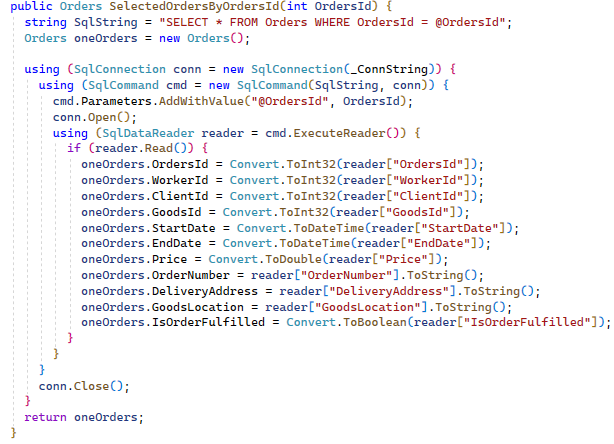 public Orders SelectedOrdersByOrdersId(int OrdersId) {
  string SqlString = "SELECT * FROM Orders WHERE OrdersId = @OrdersId";
  Orders oneOrders = new Orders();

  using (SqlConnection conn = new SqlConnection(_ConnString)) {
    using (SqlCommand cmd = new SqlCommand(SqlString, conn)) {
      cmd.Parameters.AddWithValue("@OrdersId", OrdersId);
      conn.Open();
      using (SqlDataReader reader = cmd.ExecuteReader()) {
        if (reader.Read()) {
          oneOrders.OrdersId = Convert.ToInt32(reader["OrdersId"]);
          oneOrders.WorkerId = Convert.ToInt32(reader["WorkerId"]);
          oneOrders.ClientId = Convert.ToInt32(reader["ClientId"]);
          oneOrders.GoodsId = Convert.ToInt32(reader["GoodsId"]);
          oneOrders.StartDate = Convert.ToDateTime(reader["StartDate"]);
          oneOrders.EndDate = Convert.ToDateTime(reader["EndDate"]);
          oneOrders.Price = Convert.ToDouble(reader["Price"]);
          oneOrders.OrderNumber = reader["OrderNumber"].ToString();
          oneOrders.DeliveryAddress = reader["DeliveryAddress"].ToString();
          oneOrders.GoodsLocation = reader["GoodsLocation"].ToString();
          oneOrders.IsOrderFulfilled = Convert.ToBoolean(reader["IsOrderFulfilled"]);
        }
      }
    }
    conn.Close();
  }
  return oneOrders;
}